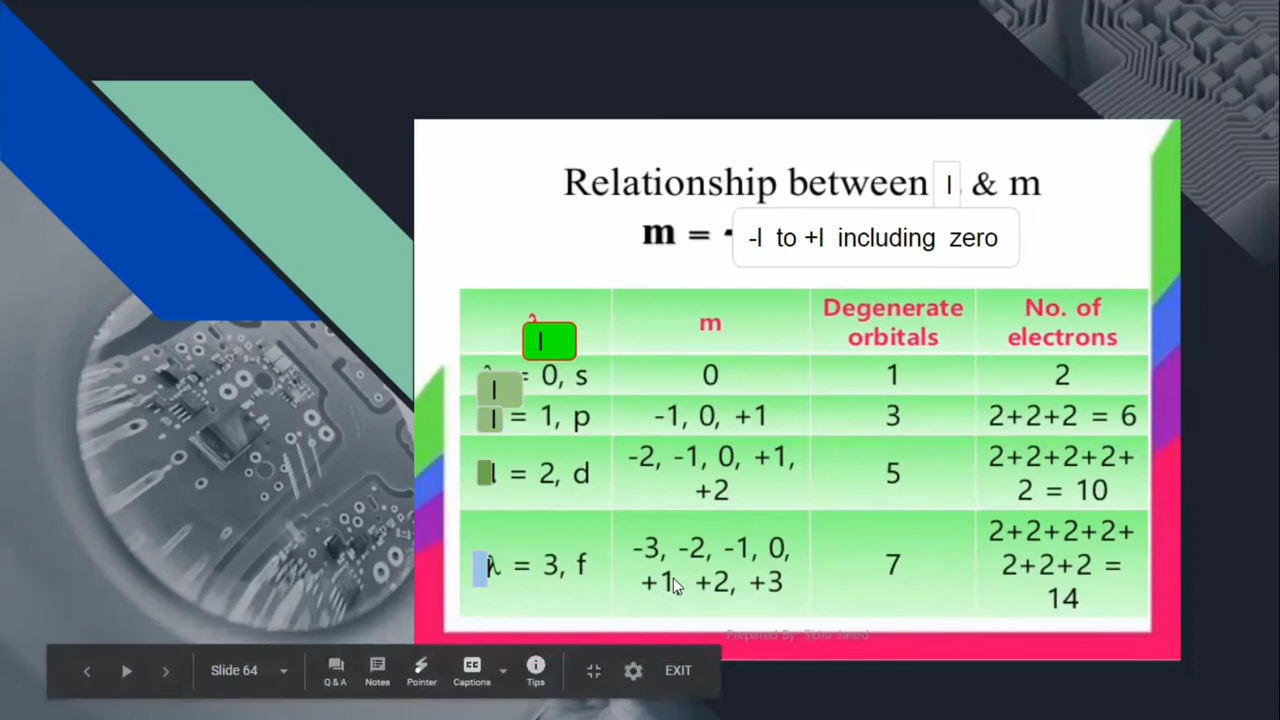 Relationship between l & m
m = -l to +l including zero
l m Degenerate orbitals No. of electrons
l = 0, s 0 1 2
l = 1, p -1, 0, +1 3 2+2+2 = 6
l = 2, d -2, -1, 0, +1, +2 5 2+2+2+2+ 2 = 10
λ = 3, f -3, -2, -1, 0, +1, +2, +3 7 2+2+2+2+ 2+2+2 = 14
Prepared By
Slide 64
Q & A Notes Pointer Captions Tips EXIT
CC